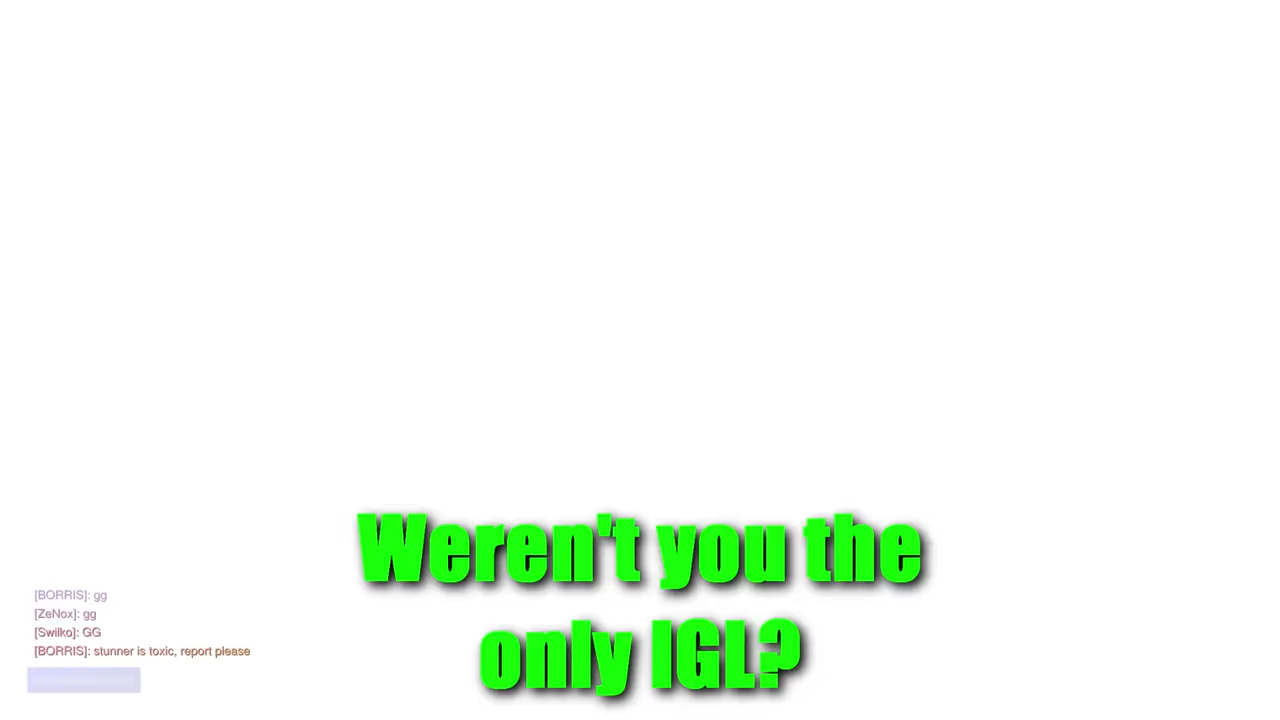 Weren't you the
only IGL?
[BORRIS]: gg
[ZeNox]: gg
[Swilko]: GG
[BORRIS]: stunner is toxic, report please